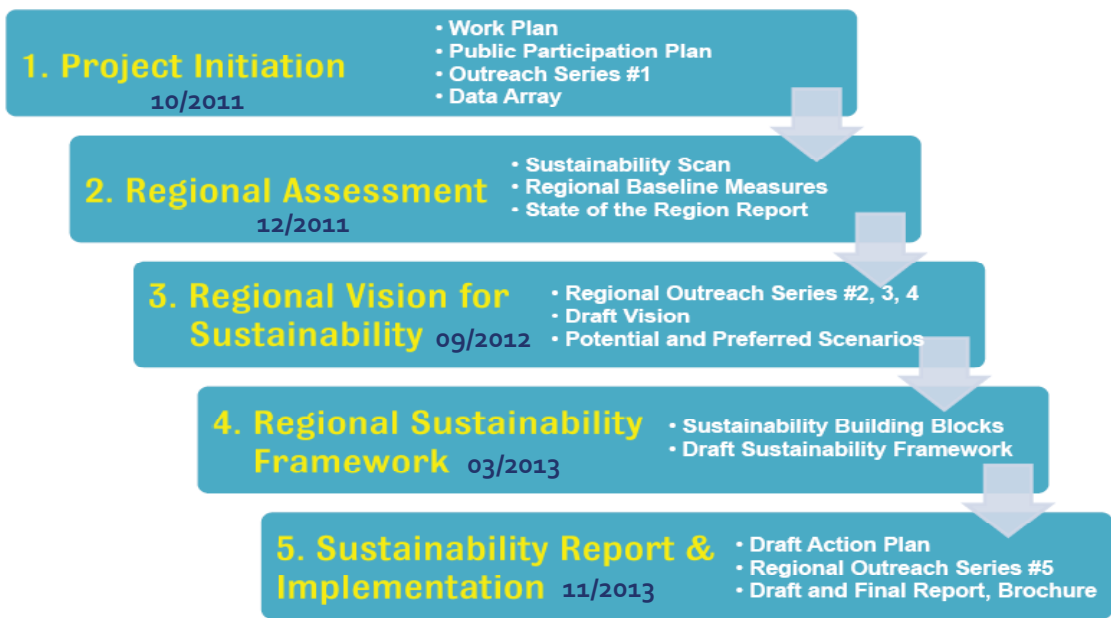 1. Project Initiation
10/2011
• Work Plan
• Public Participation Plan
• Outreach Series #1
• Data Array
2. Regional Assessment
12/2011
• Sustainability Scan
• Regional Baseline Measures
• State of the Region Report
3. Regional Vision for
Sustainability 09/2012
• Regional Outreach Series #2, 3, 4
• Draft Vision
• Potential and Preferred Scenarios
4. Regional Sustainability
Framework 03/2013
• Sustainability Building Blocks
• Draft Sustainability Framework
5. Sustainability Report &
Implementation 11/2013
• Draft Action Plan
• Regional Outreach Series #5
• Draft and Final Report, Brochure